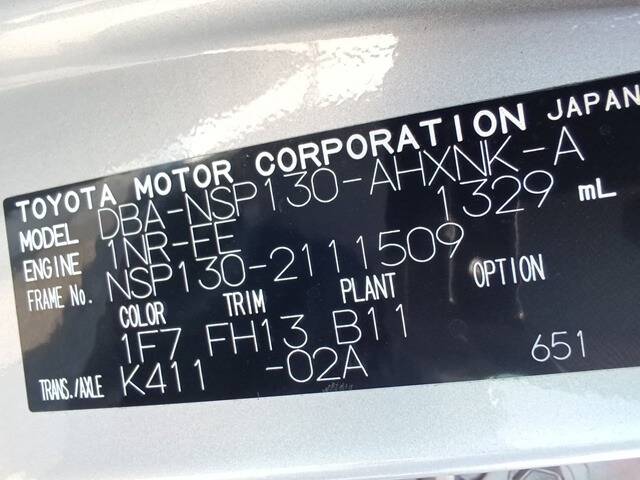 TOYOTA MOTOR CORPORATION JAPAN
MODEL DBA-NSP130-AHXNK-A
ENGINE 1NR-FE 1329 mL
FRAME No. NSP130-2111509
COLOR TRIM PLANT OPTION
1F7 FH13 B11
TRANS./AXLE K411 -02A 651